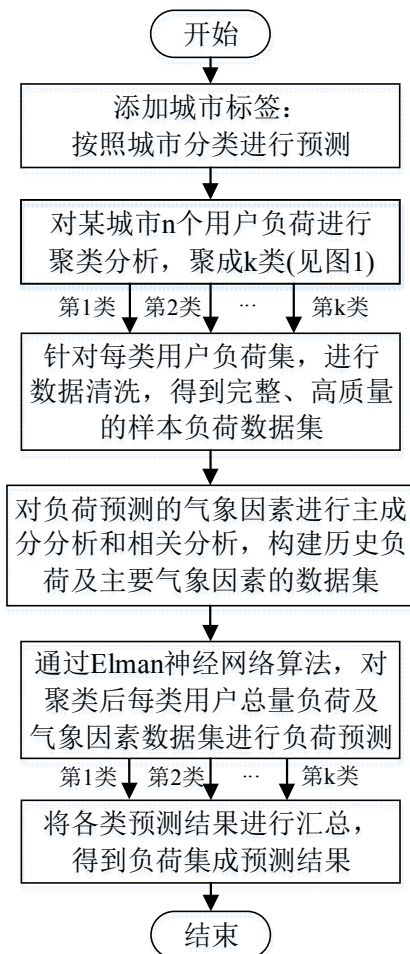 开始
添加城市标签：
按照城市分类进行预测
对某城市n个用户负荷进行
聚类分析，聚成k类(见图1)
第1类 第2类 ... 第k类
针对每类用户负荷集，进行
数据清洗，得到完整、高质量
的样本负荷数据集
对负荷预测的气象因素进行主成
分分析和相关分析，构建历史负
荷及主要气象因素的数据集
通过Elman神经网络算法，对
聚类后每类用户总量负荷及
气象因素数据集进行负荷预测
第1类 第2类 ... 第k类
将各类预测结果进行汇总，
得到负荷集成预测结果
结束